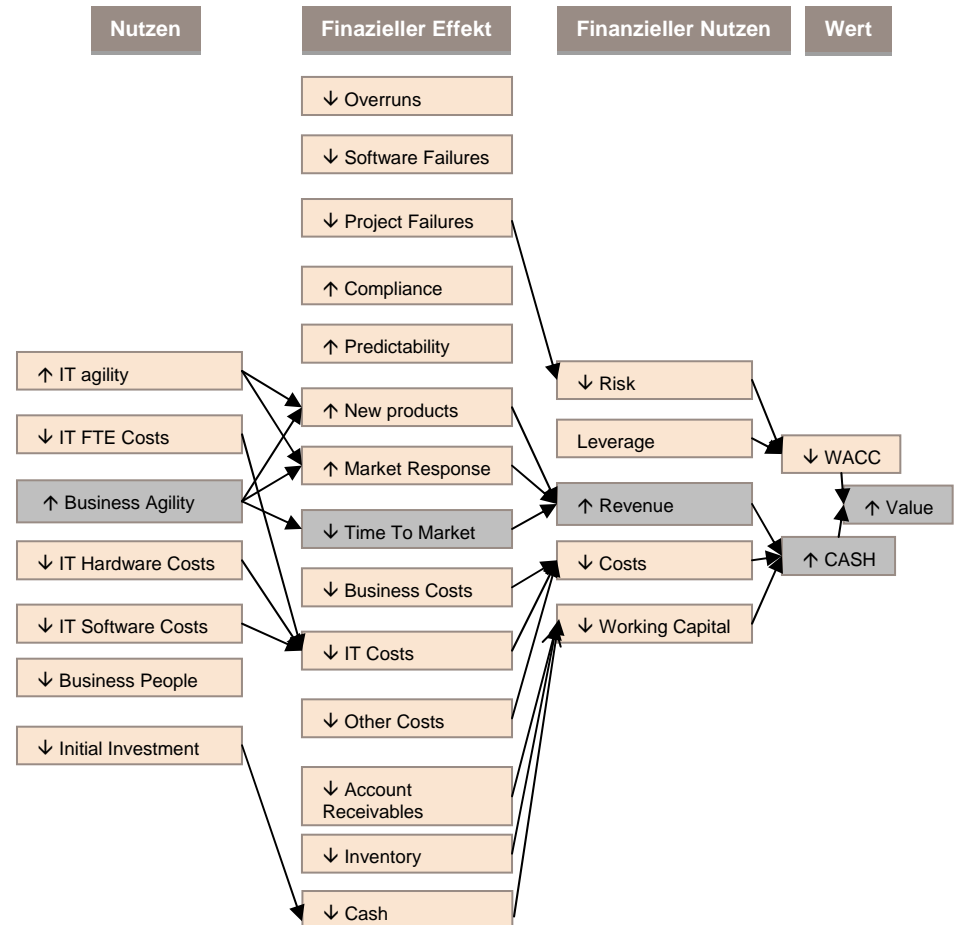 Nutzen
Finazieller Effekt
Finanzieller Nutzen
Wert
↓ Overruns
↓ Software Failures
↓ Project Failures
↑ Compliance
↑ Predictability
↑ IT agility
↑ New products
↓ Risk
↓ IT FTE Costs
↑ Market Response
Leverage
↓ WACC
↑ Business Agility
↓ Time To Market
↑ Revenue
↑ Value
↓ IT Hardware Costs
↓ Business Costs
↓ Costs
↑ CASH
↓ IT Software Costs
↓ IT Costs
↓ Working Capital
↓ Business People
↓ Other Costs
↓ Initial Investment
↓ Account
Receivables
↓ Inventory
↓ Cash